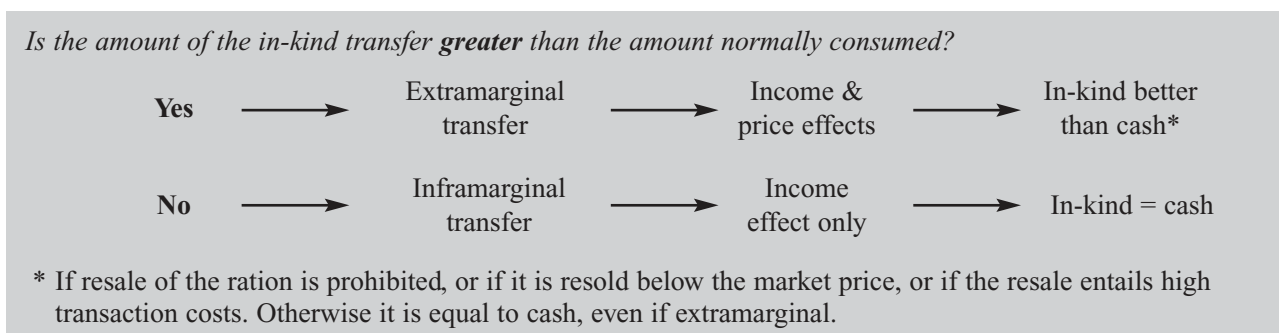 Is the amount of the in-kind transfer greater than the amount normally consumed?
Yes Extramarginal transfer Income & price effects In-kind better than cash*
No Inframarginal transfer Income effect only In-kind = cash
* If resale of the ration is prohibited, or if it is resold below the market price, or if the resale entails high
transaction costs. Otherwise it is equal to cash, even if extramarginal.